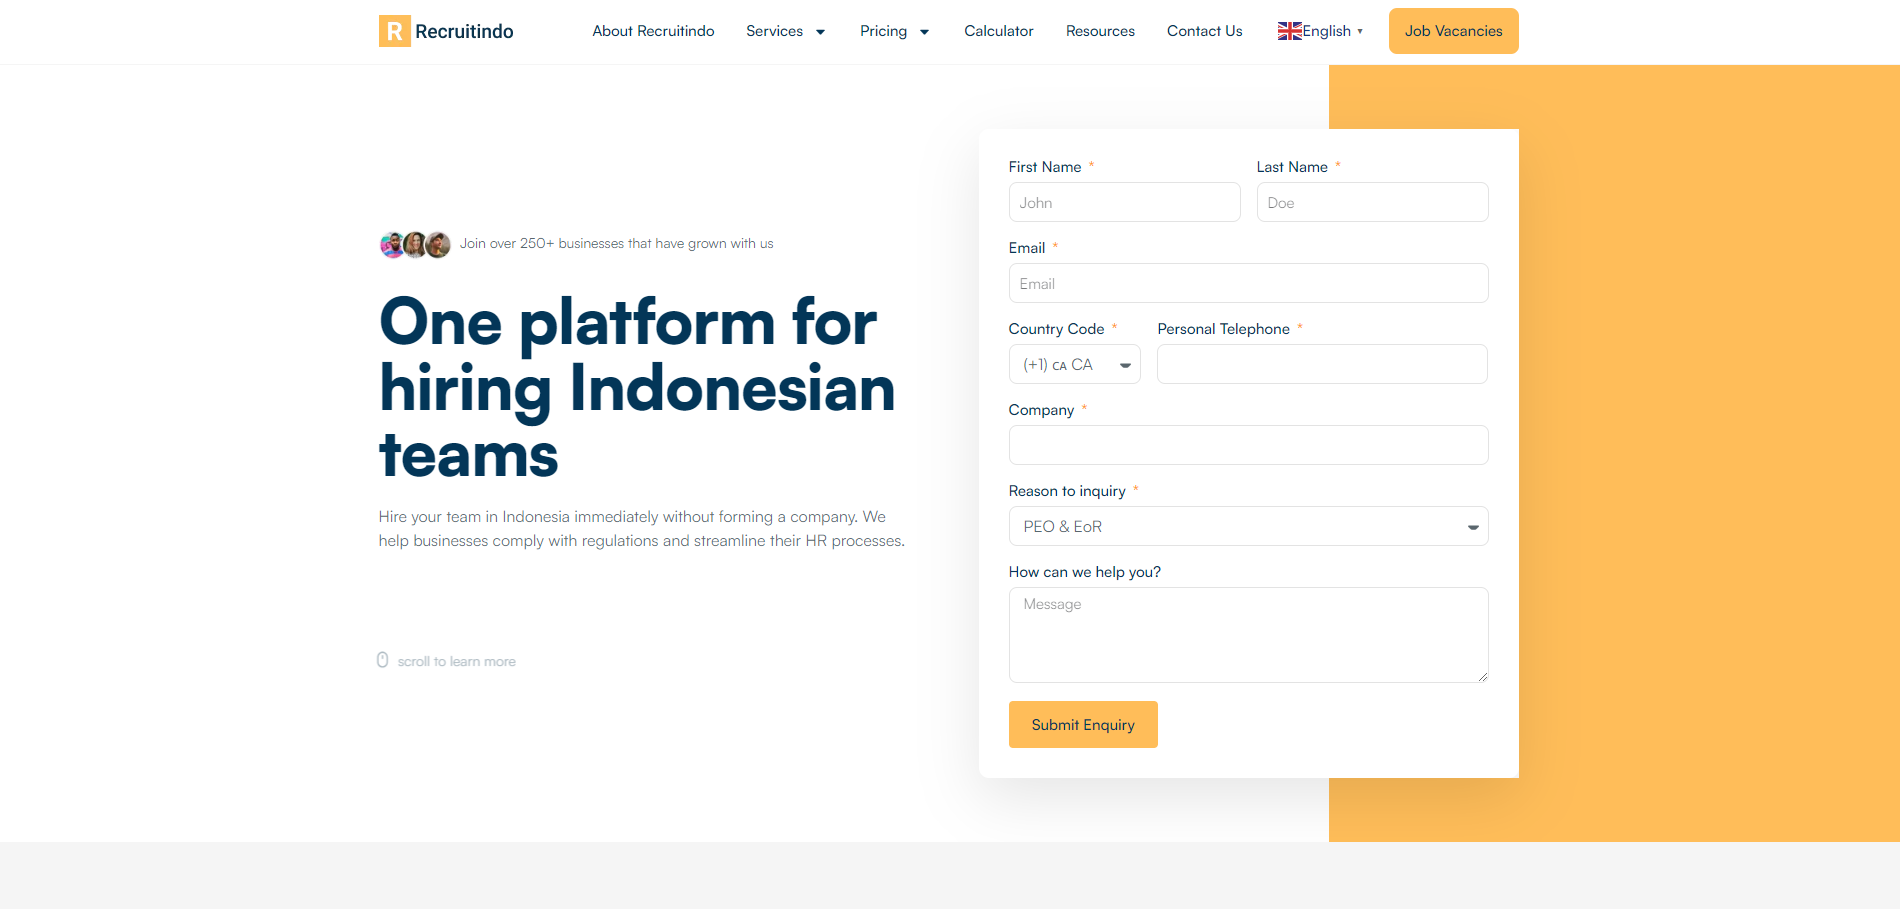 R Recruitindo
About Recruitindo
Services
Pricing
Calculator
Resources
Contact Us
English
Job Vacancies
Join over 250+ businesses that have grown with us
One platform for
hiring Indonesian
teams
Hire your team in Indonesia immediately without forming a company. We
help businesses comply with regulations and streamline their HR processes.
scroll to learn more
First Name *
John
Last Name *
Doe
Email *
Email
Country Code *
(+1) ᴄᴀ CA
Personal Telephone *
Company *
Reason to inquiry *
PEO & EoR
How can we help you?
Message
Submit Enquiry